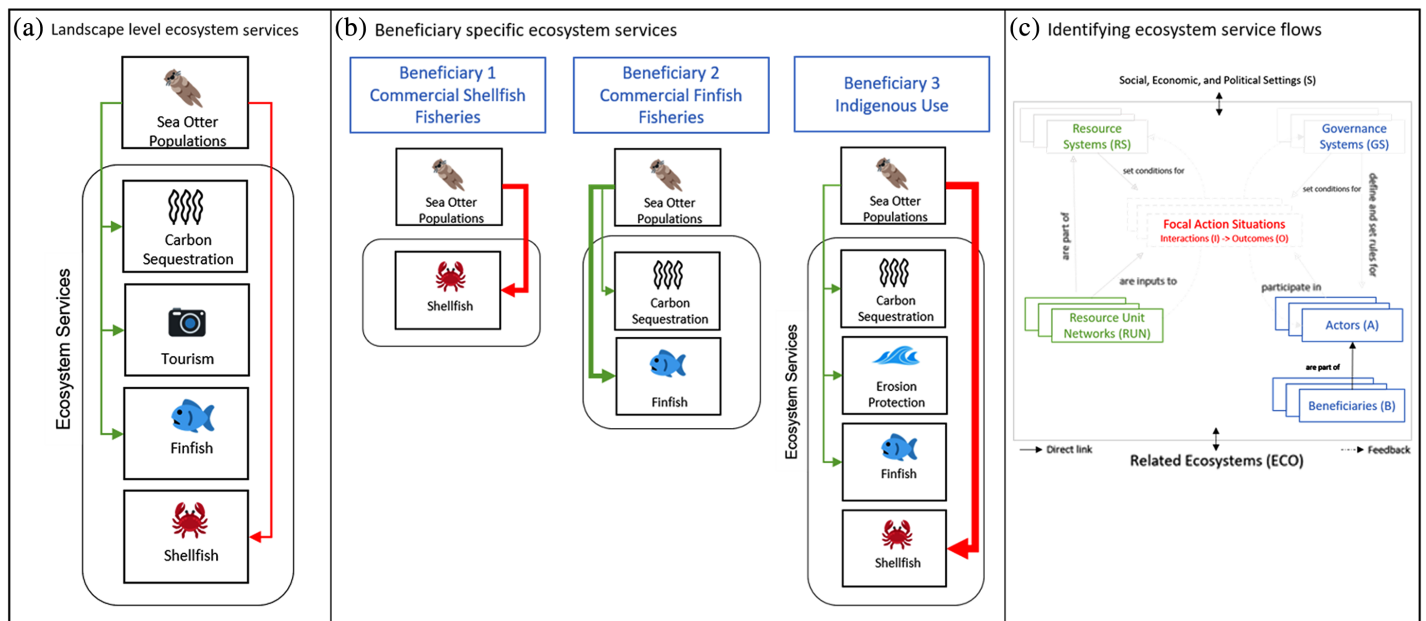 (a) Landscape level ecosystem services
Sea Otter
Populations
Ecosystem Services
Carbon
Sequestration
Tourism
Finfish
Shellfish
(b) Beneficiary specific ecosystem services
Beneficiary 1
Commercial Shellfish
Fisheries
Sea Otter
Populations
Shellfish
Beneficiary 2
Commercial Finfish
Fisheries
Sea Otter
Populations
Carbon
Sequestration
Finfish
Beneficiary 3
Indigenous Use
Sea Otter
Populations
Ecosystem Services
Carbon
Sequestration
Erosion
Protection
Finfish
Shellfish
(c) Identifying ecosystem service flows
Social, Economic, and Political Settings (S)
Resource
Systems (RS)
Governance
Systems (GS)
set conditions for
set conditions for
define and set rules for
are part of
Focal Action Situations
Interactions (I) -> Outcomes (O)
are inputs to
participate in
Resource Unit
Networks (RUN)
Actors (A)
are part of
Beneficiaries (B)
Direct link
Feedback
Related Ecosystems (ECO)